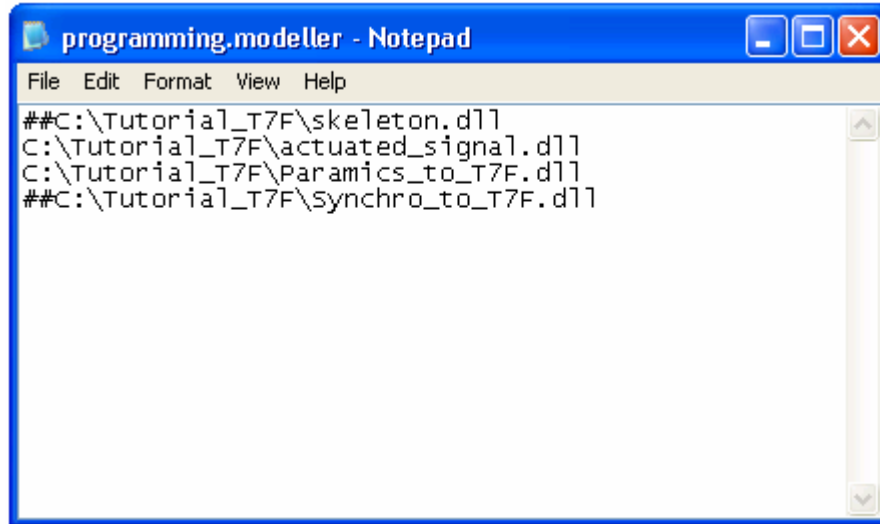 programming.modeller - Notepad
File Edit Format View Help
##C:\Tutorial_T7F\skeleton.dll
C:\Tutorial_T7F\actuated_signal.dll
C:\Tutorial_T7F\Paramics_to_T7F.dll
##C:\Tutorial_T7F\Synchro_to_T7F.dll